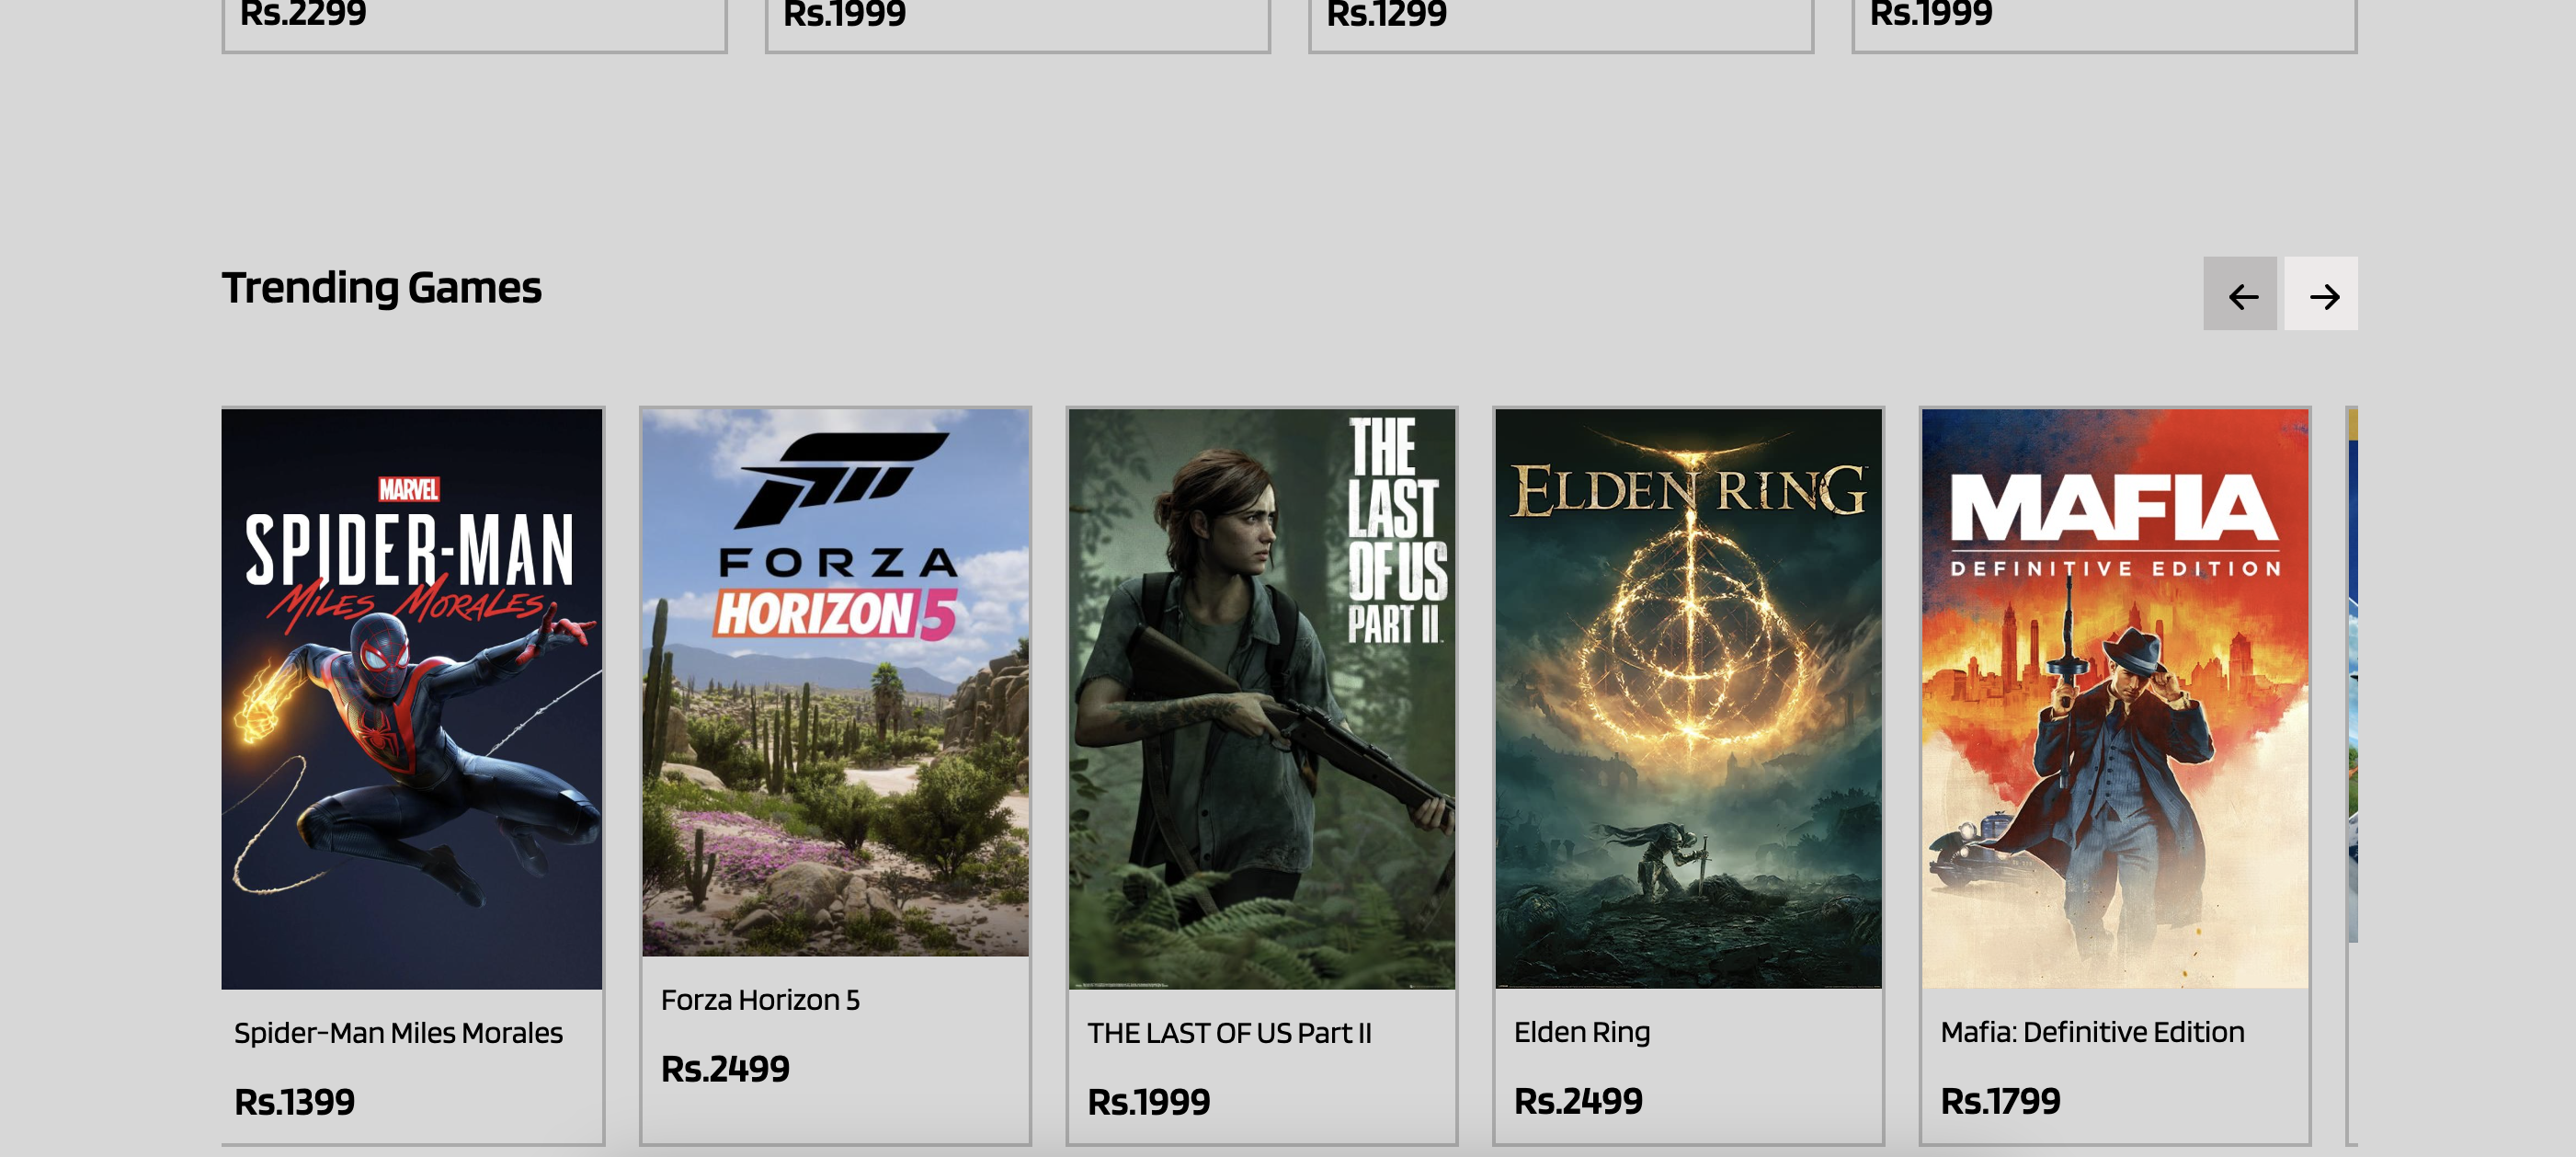 Rs.2299
Rs.1999
Rs.1299
Rs.1999
Trending Games
MARVEL
SPIDER-MAN
MILES MORALES
FORZA
HORIZON 5
THE
LAST
OF US
PART II
ELDEN RING
MAFIA
DEFINITIVE EDITION
Spider-Man Miles Morales
Rs.1399
Forza Horizon 5
Rs.2499
THE LAST OF US Part II
Rs.1999
Elden Ring
Rs.2499
Mafia: Definitive Edition
Rs.1799